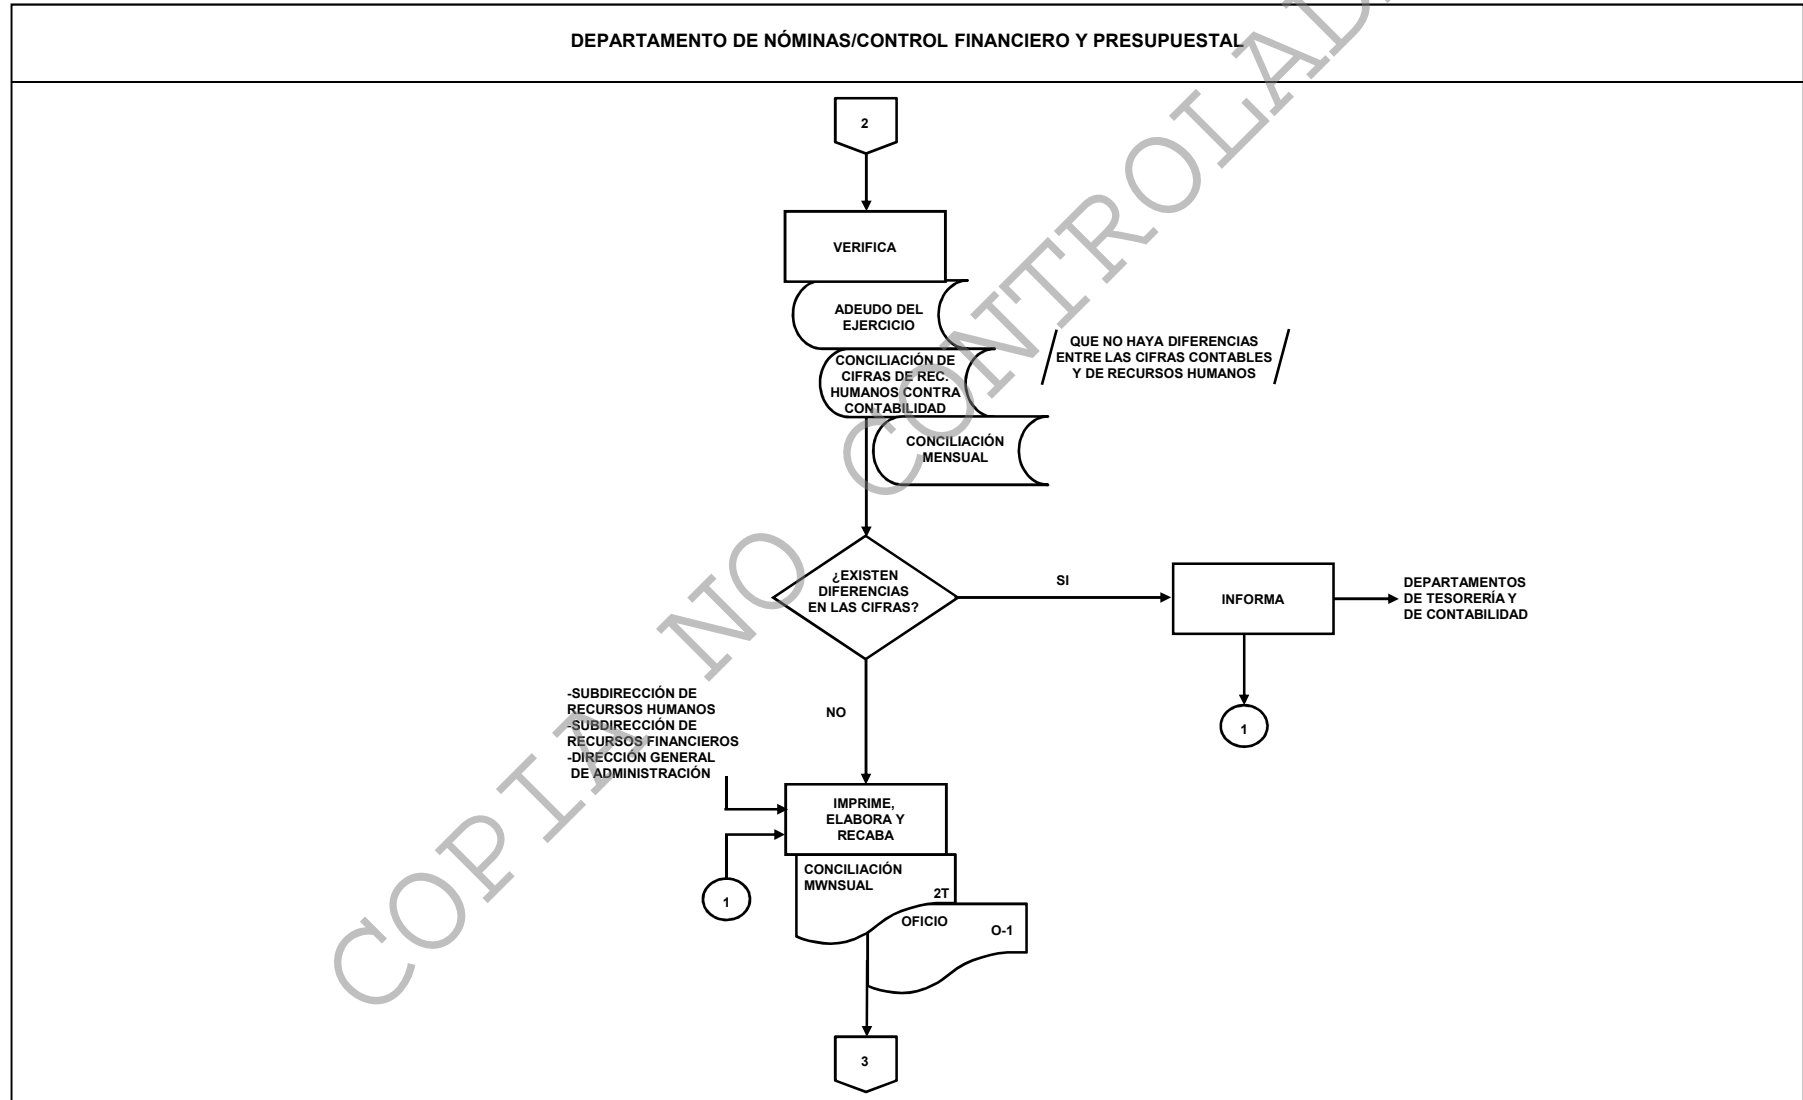 DEPARTAMENTO DE NÓMINAS/CONTROL FINANCIERO Y PRESUPUESTAL
2
VERIFICA
ADEUDO DEL
EJERCICIO
CONCILIACIÓN DE
CIFRAS DE REC.
HUMANOS CONTRA
CONTABILIDAD
QUE NO HAYA DIFERENCIAS
ENTRE LAS CIFRAS CONTABLES
Y DE RECURSOS HUMANOS
CONCILIACIÓN
MENSUAL
¿EXISTEN
DIFERENCIAS
EN LAS CIFRAS?
SI
INFORMA
DEPARTAMENTOS
DE TESORERÍA Y
DE CONTABILIDAD
1
NO
-SUBDIRECCIÓN DE
RECURSOS HUMANOS
-SUBDIRECCIÓN DE
RECURSOS FINANCIEROS
-DIRECCIÓN GENERAL
DE ADMINISTRACIÓN
IMPRIME,
ELABORA Y
RECABA
1
CONCILIACIÓN
MWNSUAL
2T
OFICIO
O-1
3
COPIA NO CONTROLAD